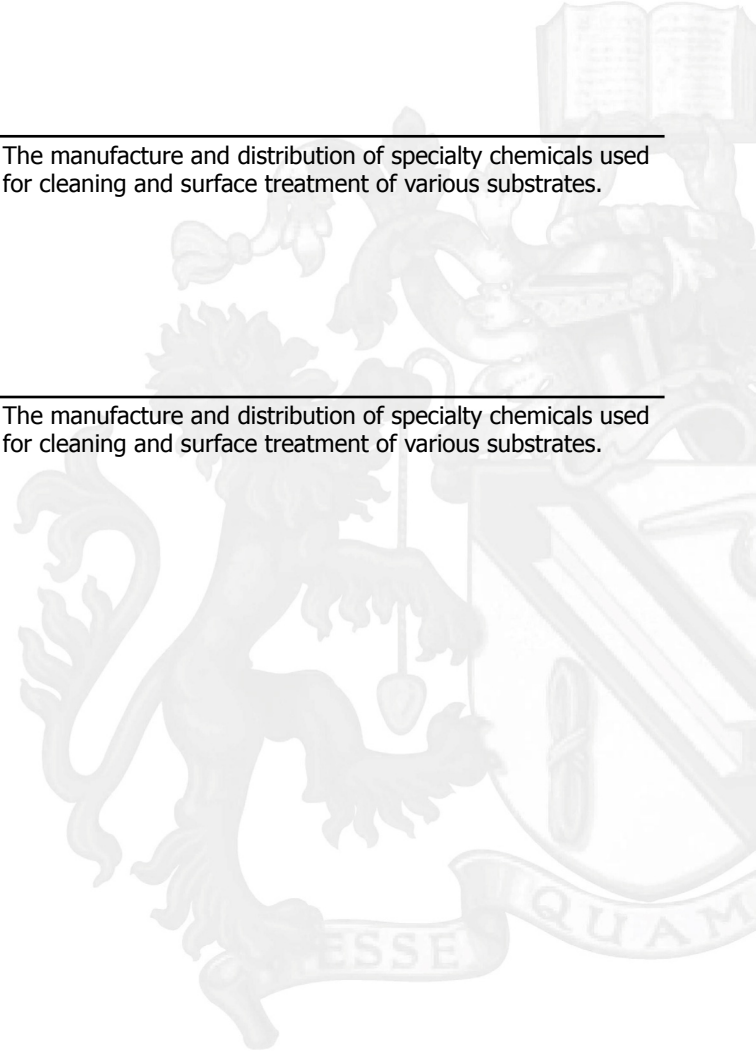 The manufacture and distribution of specialty chemicals used
for cleaning and surface treatment of various substrates.
The manufacture and distribution of specialty chemicals used
for cleaning and surface treatment of various substrates.
ESSE QUAM